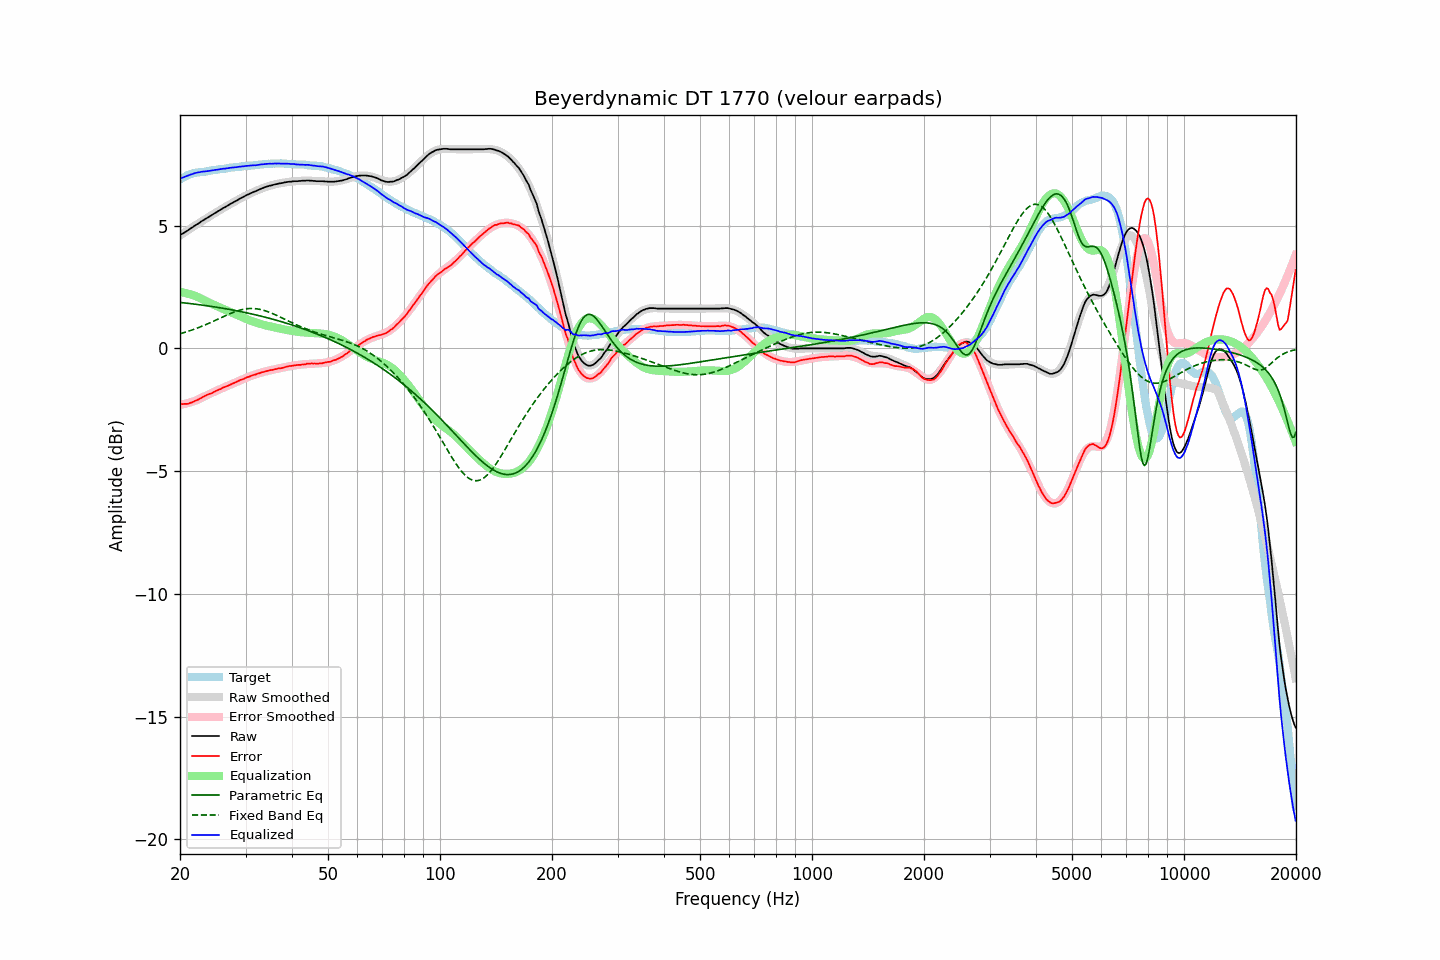 Beyerdynamic DT 1770 (velour earpads)
Amplitude (dBr)
5
0
−5
−10
−15
−20
Target
Raw Smoothed
Error Smoothed
Raw
Error
Equalization
Parametric Eq
Fixed Band Eq
Equalized
20 50 100 200 500 1000 2000 5000 10000 20000
Frequency (Hz)